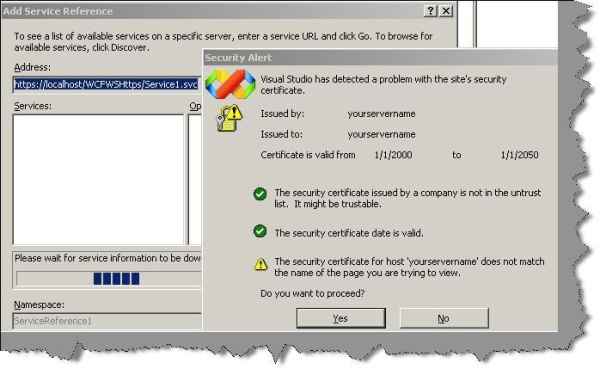 Add Service Reference
To see a list of available services on a specific server, enter a service URL and click Go. To browse for
available services, click Discover.
Address:
https://localhost/WCFWSHttps/Service1.svc
Services:
Op
Please wait for service information to be dow
Namespace:
ServiceReference1
Security Alert
Visual Studio has detected a problem with the site's security
certificate.
Issued by: yourservername
Issued to: yourservername
Certificate is valid from 1/1/2000 to 1/1/2050
The security certificate issued by a company is not in the untrust
list. It might be trustable.
The security certificate date is valid.
The security certificate for host 'yourservername' does not match
the name of the page you are trying to view.
Do you want to proceed?
Yes
No